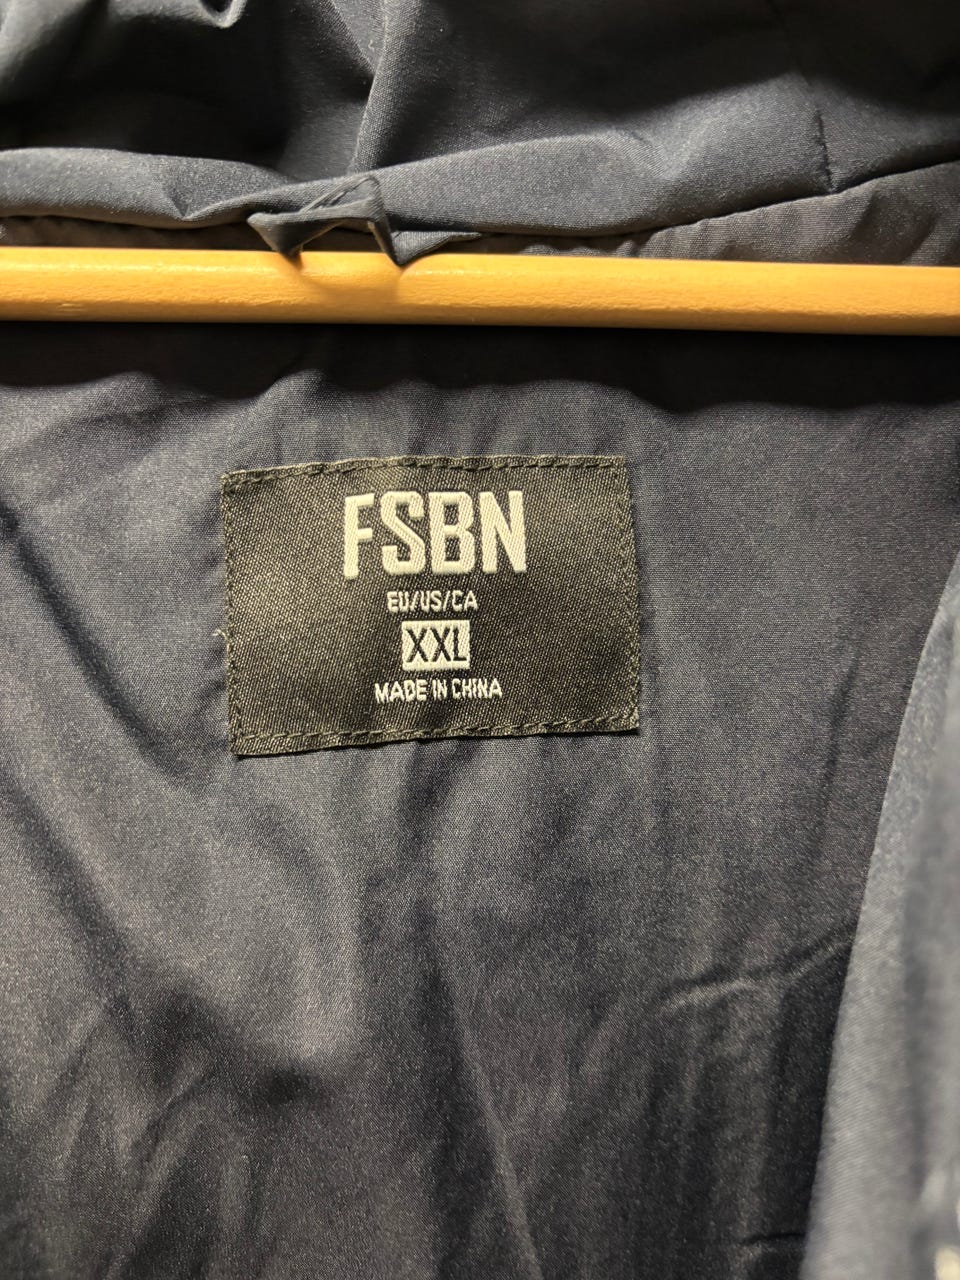 FSBN
EU/US/CA
XXL
MADE IN CHINA